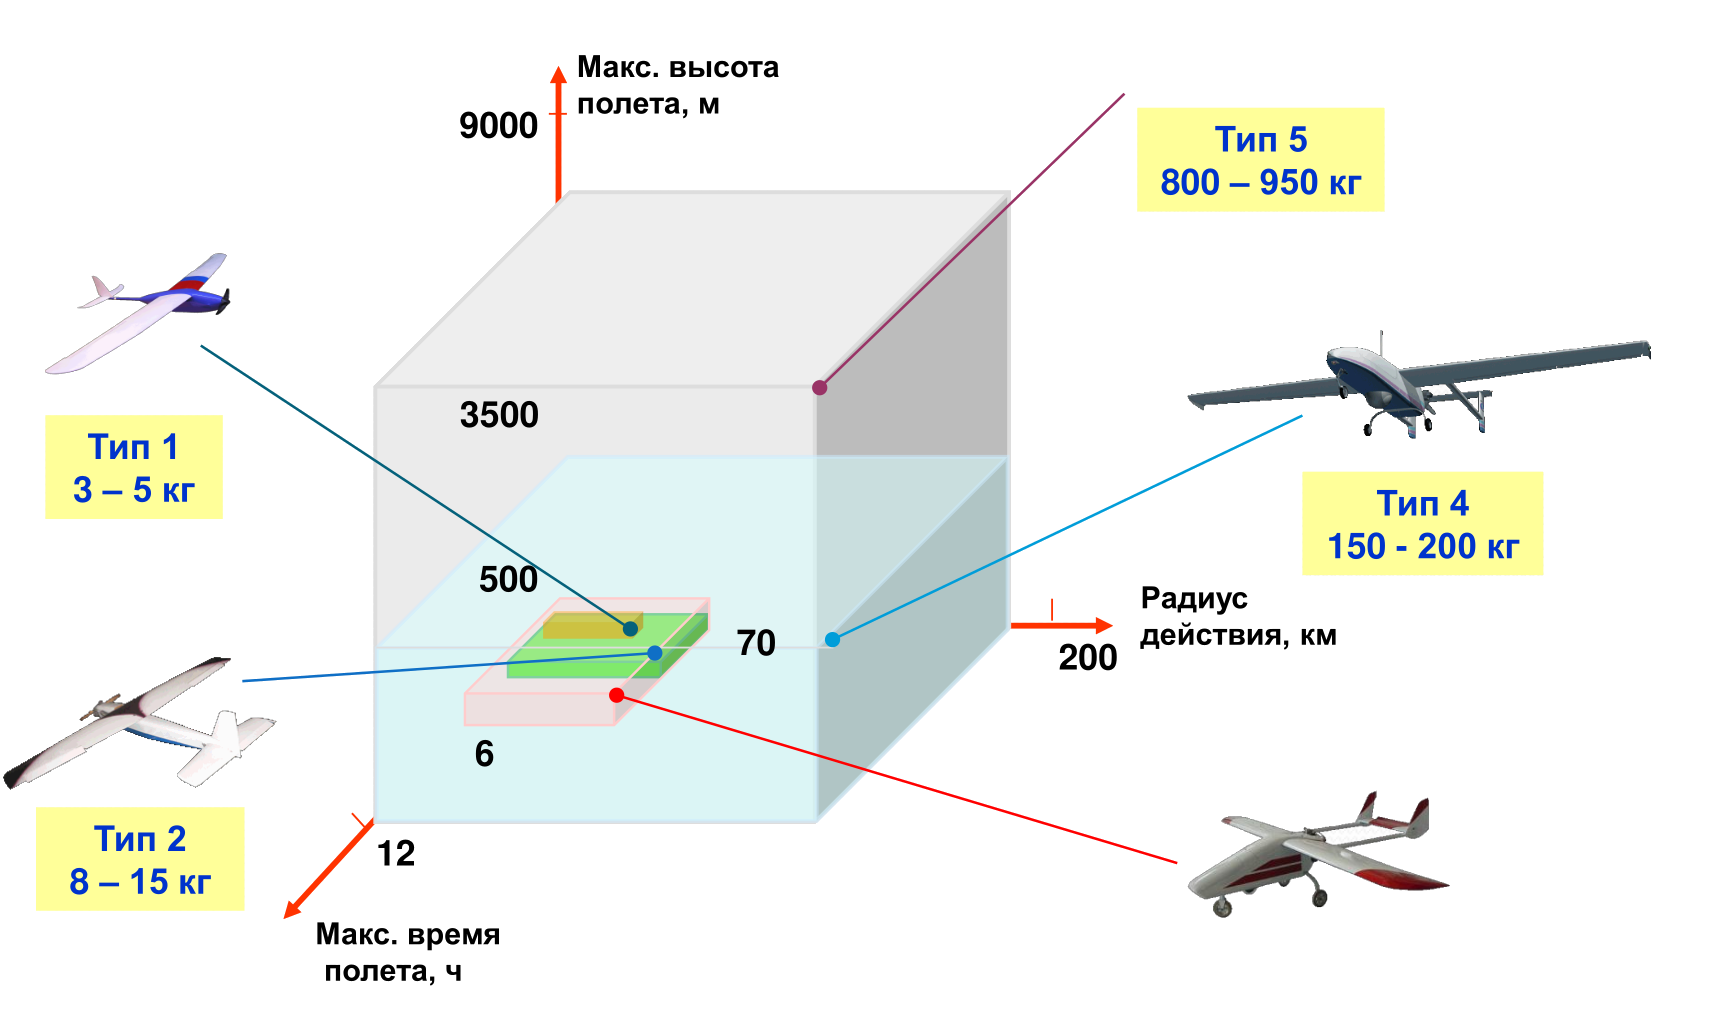 Макс. высота
полета, м
9000
Тип 5
800 – 950 кг
3500
Тип 1
3 – 5 кг
Тип 4
150 - 200 кг
500
70
Радиус
действия, км
200
6
Тип 2
8 – 15 кг
12
Макс. время
полета, ч